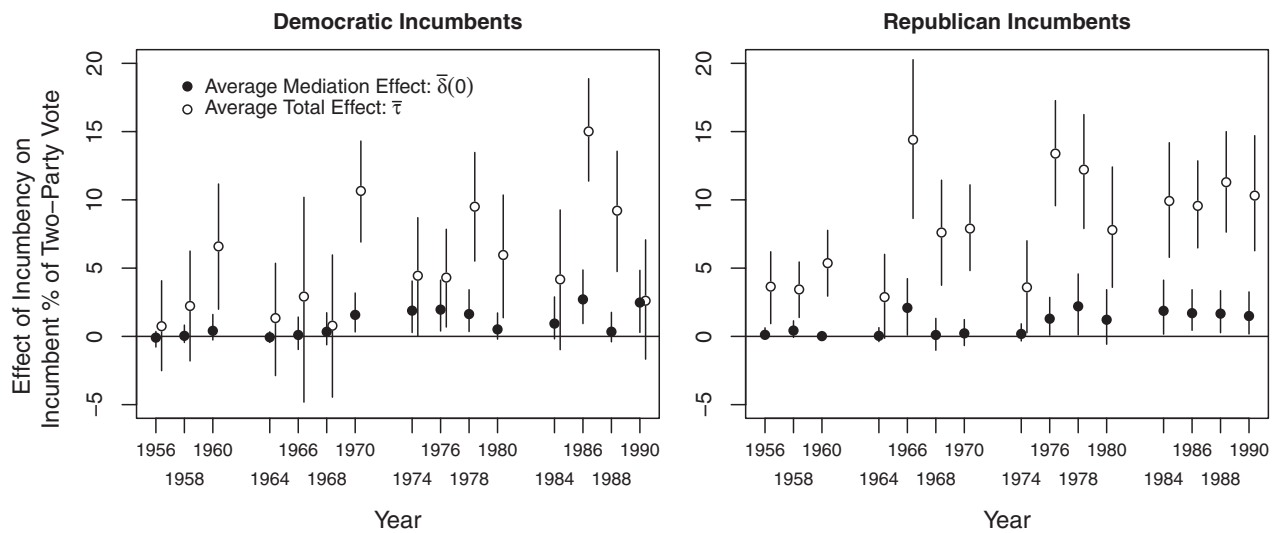 Democratic Incumbents
Effect of Incumbency on
Incumbent % of Two−Party Vote
20
15
10
5
0
−5
Average Mediation Effect: δ̅(0)
Average Total Effect: τ̅
1956 1960 1966 1970 1976 1980 1986 1990
1958 1964 1968 1974 1978 1984 1988
Year
Republican Incumbents
20
15
10
5
0
−5
1956 1960 1966 1970 1976 1980 1986 1990
1958 1964 1968 1974 1978 1984 1988
Year